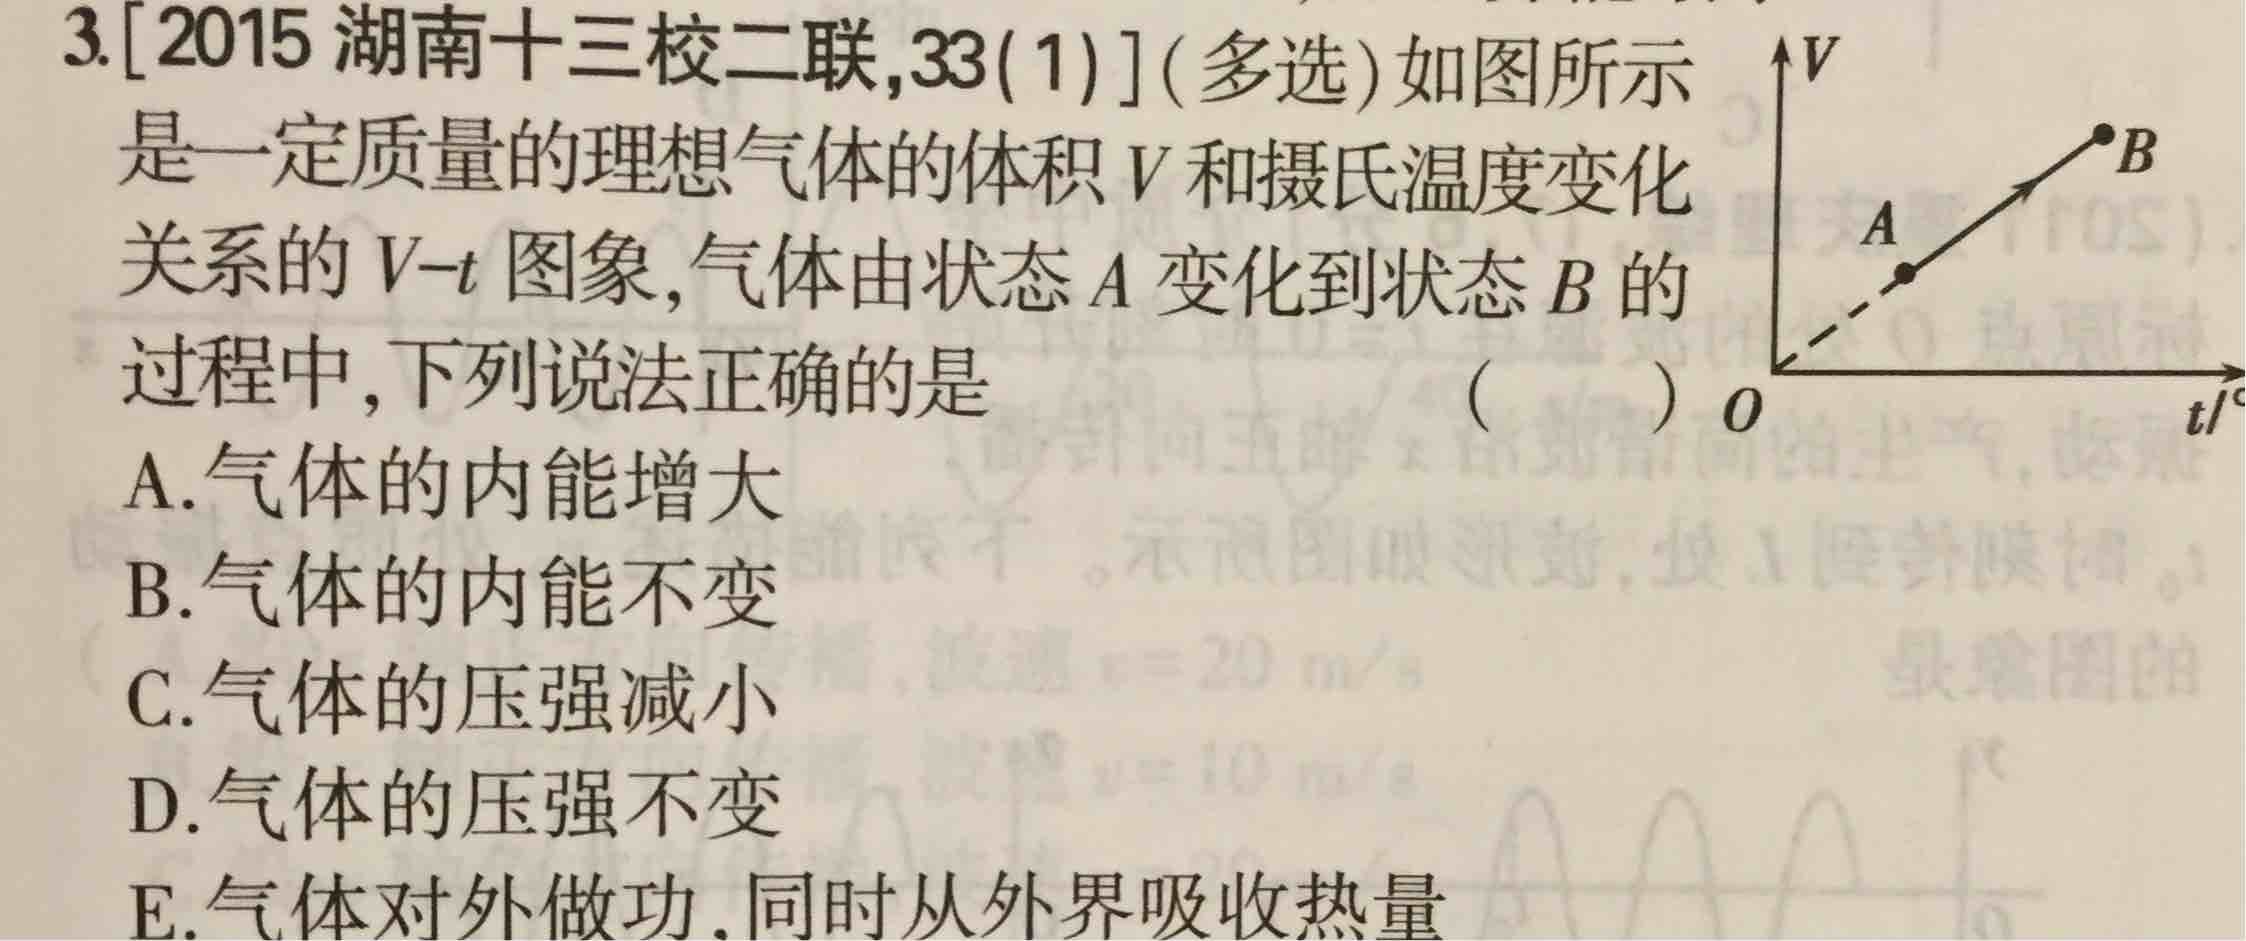 3.[2015 湖南十三校二联,33(1)](多选)如图所示
是一定质量的理想气体的体积 V 和摄氏温度变化
关系的 V-t 图象,气体由状态 A 变化到状态 B 的
过程中,下列说法正确的是 ( )
A.气体的内能增大
B.气体的内能不变
C.气体的压强减小
D.气体的压强不变
E.气体对外做功,同时从外界吸收热量
V
B
A
O
t/°